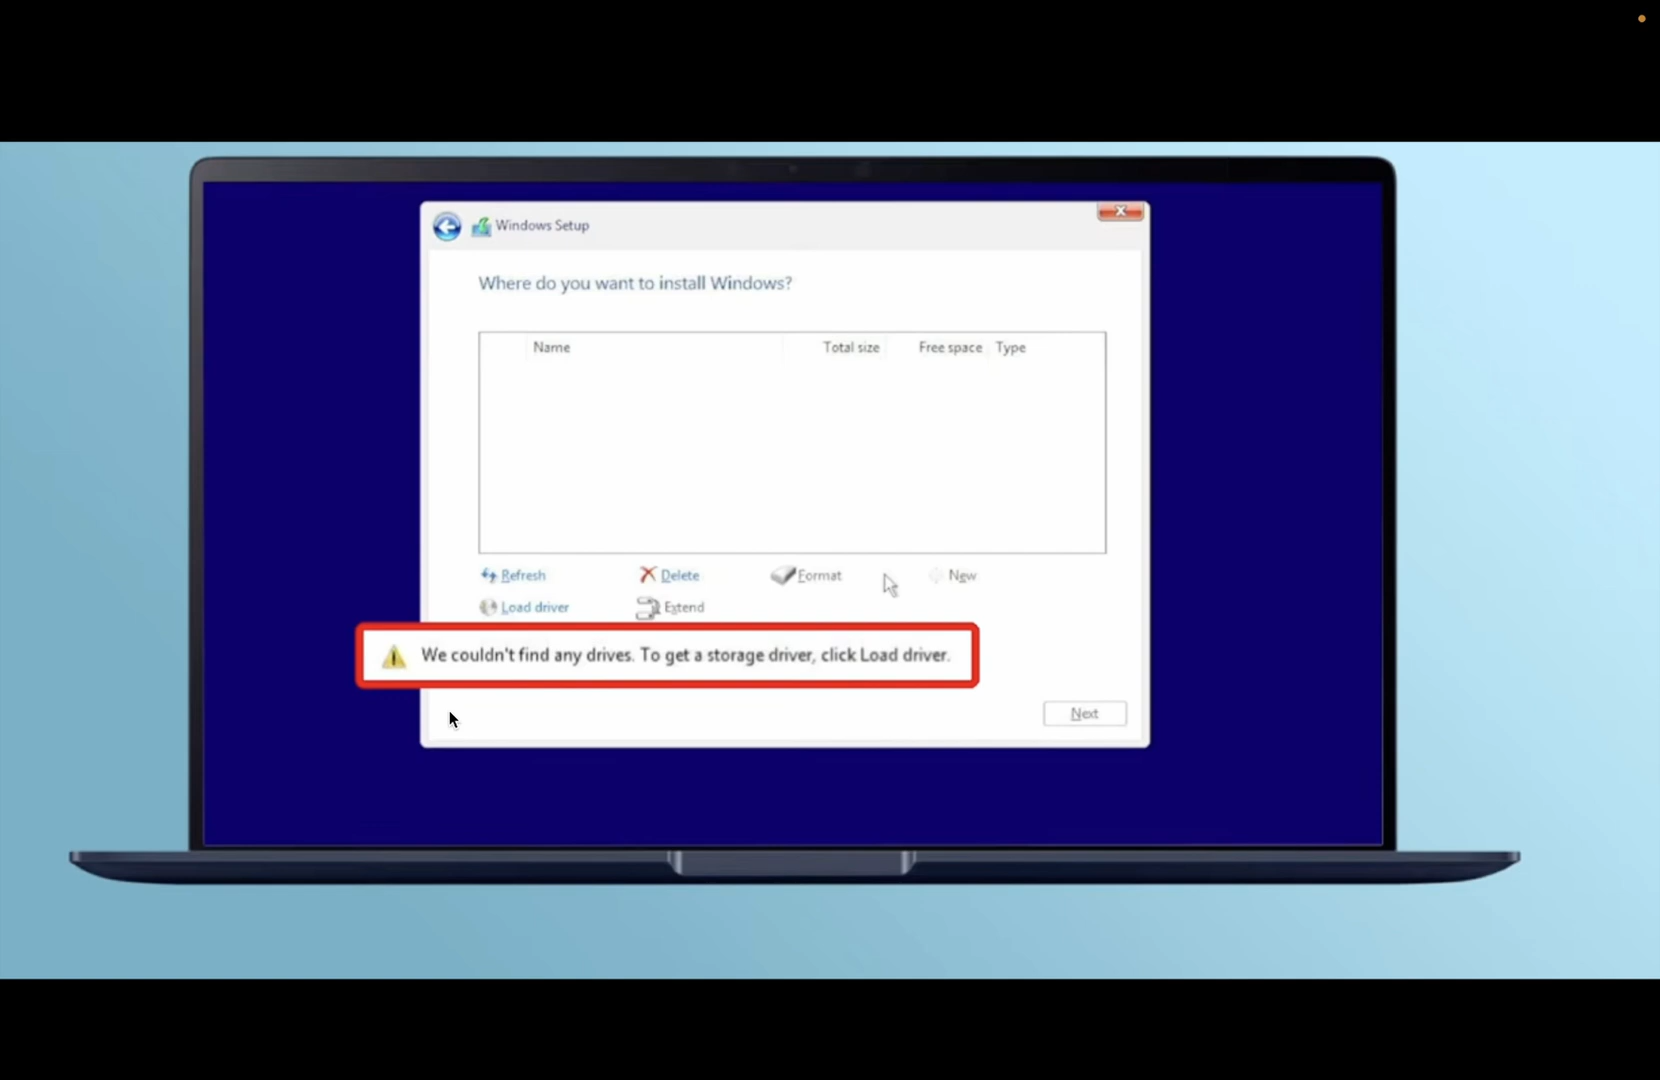 Windows Setup
Where do you want to install Windows?
Name Total size Free space Type
Refresh Delete Format New
Load driver Extend
We couldn't find any drives. To get a storage driver, click Load driver.
Next